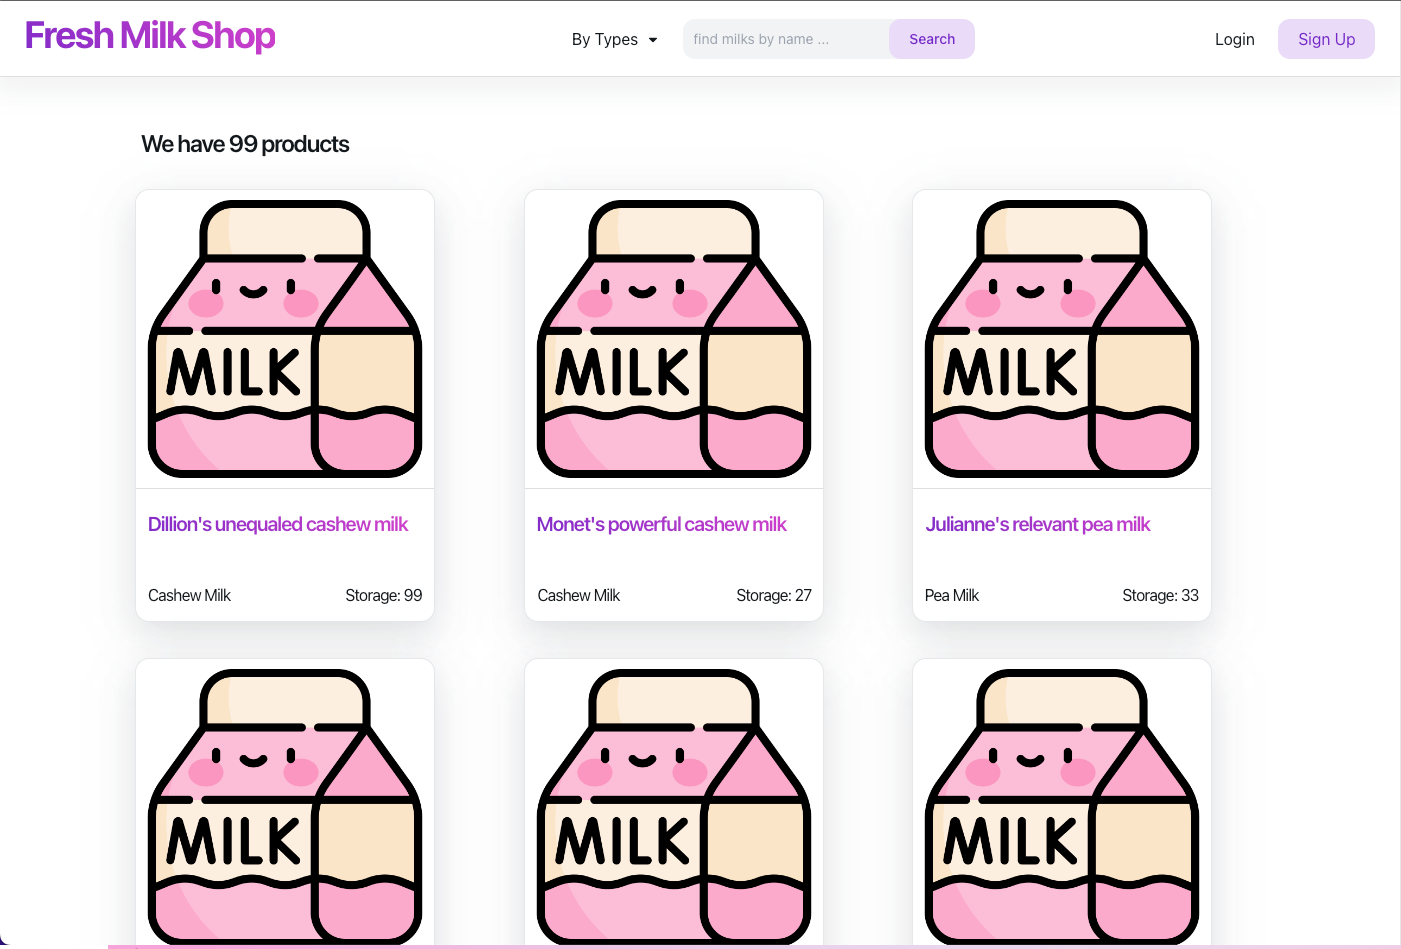 Fresh Milk Shop
By Types
find milks by name ...
Search
Login
Sign Up
We have 99 products
MILK
MILK
MILK
Dillion's unequaled cashew milk
Monet's powerful cashew milk
Julianne's relevant pea milk
Cashew Milk
Storage: 99
Cashew Milk
Storage: 27
Pea Milk
Storage: 33
MILK
MILK
MILK